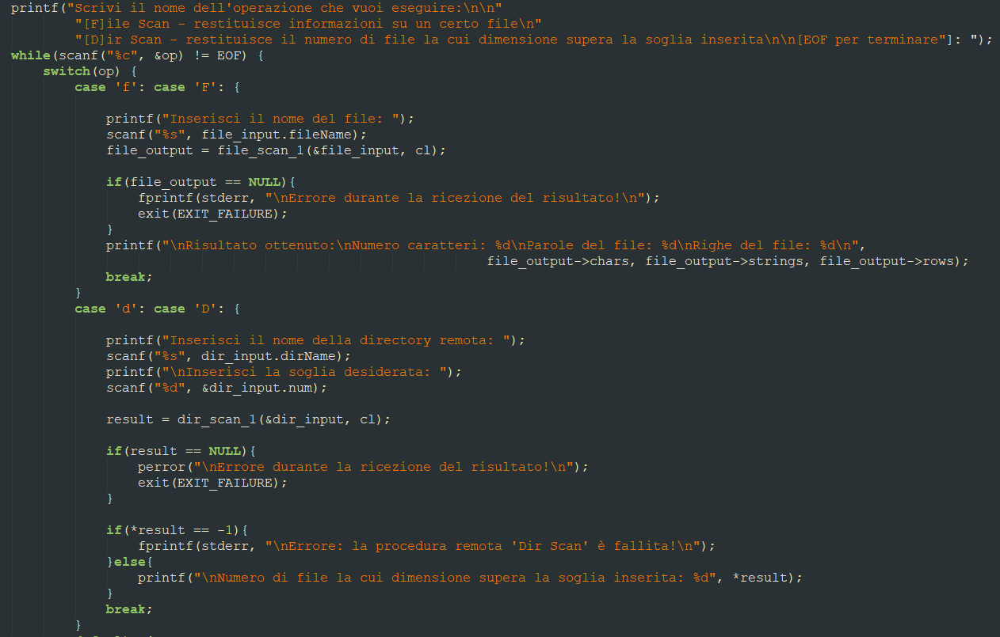 printf("Scrivi il nome dell'operazione che vuoi eseguire:\n\n"
"[F]ile Scan - restituisce informazioni su un certo file\n"
"[D]ir Scan - restituisce il numero di file la cui dimensione supera la soglia inserita\n\n[EOF per terminare"]: ");
while(scanf("%c", &op) != EOF) {
switch(op) {
case 'f': case 'F': {
printf("Inserisci il nome del file: ");
scanf("%s", file_input.fileName);
file_output = file_scan_1(&file_input, cl);
if(file_output == NULL){
fprintf(stderr, "\nErrore durante la ricezione del risultato!\n");
exit(EXIT_FAILURE);
}
printf("\nRisultato ottenuto:\nNumero caratteri: %d\nParole del file: %d\nRighe del file: %d\n",
file_output->chars, file_output->strings, file_output->rows);
break;
}
case 'd': case 'D': {
printf("Inserisci il nome della directory remota: ");
scanf("%s", dir_input.dirName);
printf("\nInserisci la soglia desiderata: ");
scanf("%d", &dir_input.num);
result = dir_scan_1(&dir_input, cl);
if(result == NULL){
perror("\nErrore durante la ricezione del risultato!\n");
exit(EXIT_FAILURE);
}
if(*result == -1){
fprintf(stderr, "\nErrore: la procedura remota 'Dir Scan' è fallita!\n");
}else{
printf("\nNumero di file la cui dimensione supera la soglia inserita: %d", *result);
}
break;
}